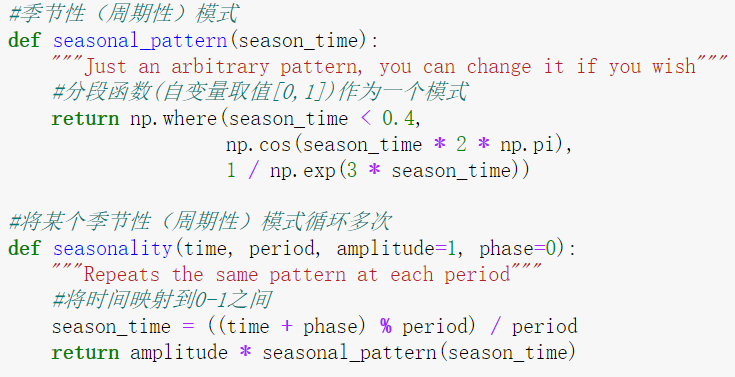 #季节性（周期性）模式
def seasonal_pattern(season_time):
    """Just an arbitrary pattern, you can change it if you wish"""
    #分段函数(自变量取值[0,1])作为一个模式
    return np.where(season_time < 0.4,
                    np.cos(season_time * 2 * np.pi),
                    1 / np.exp(3 * season_time))

#将某个季节性（周期性）模式循环多次
def seasonality(time, period, amplitude=1, phase=0):
    """Repeats the same pattern at each period"""
    #将时间映射到0-1之间
    season_time = ((time + phase) % period) / period
    return amplitude * seasonal_pattern(season_time)